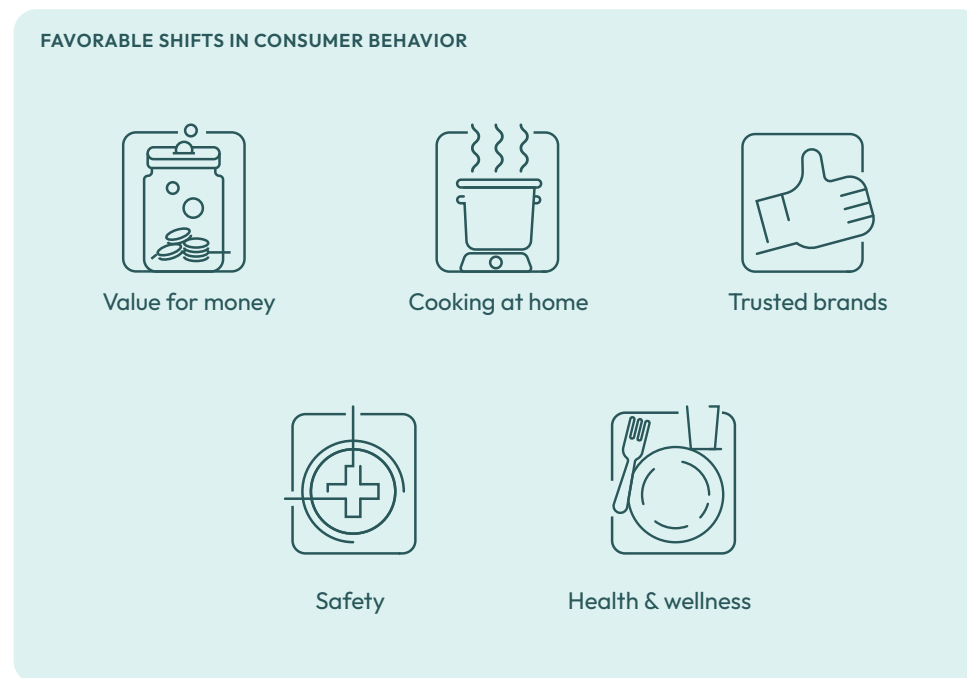 FAVORABLE SHIFTS IN CONSUMER BEHAVIOR
Value for money
Cooking at home
Trusted brands
Safety
Health & wellness